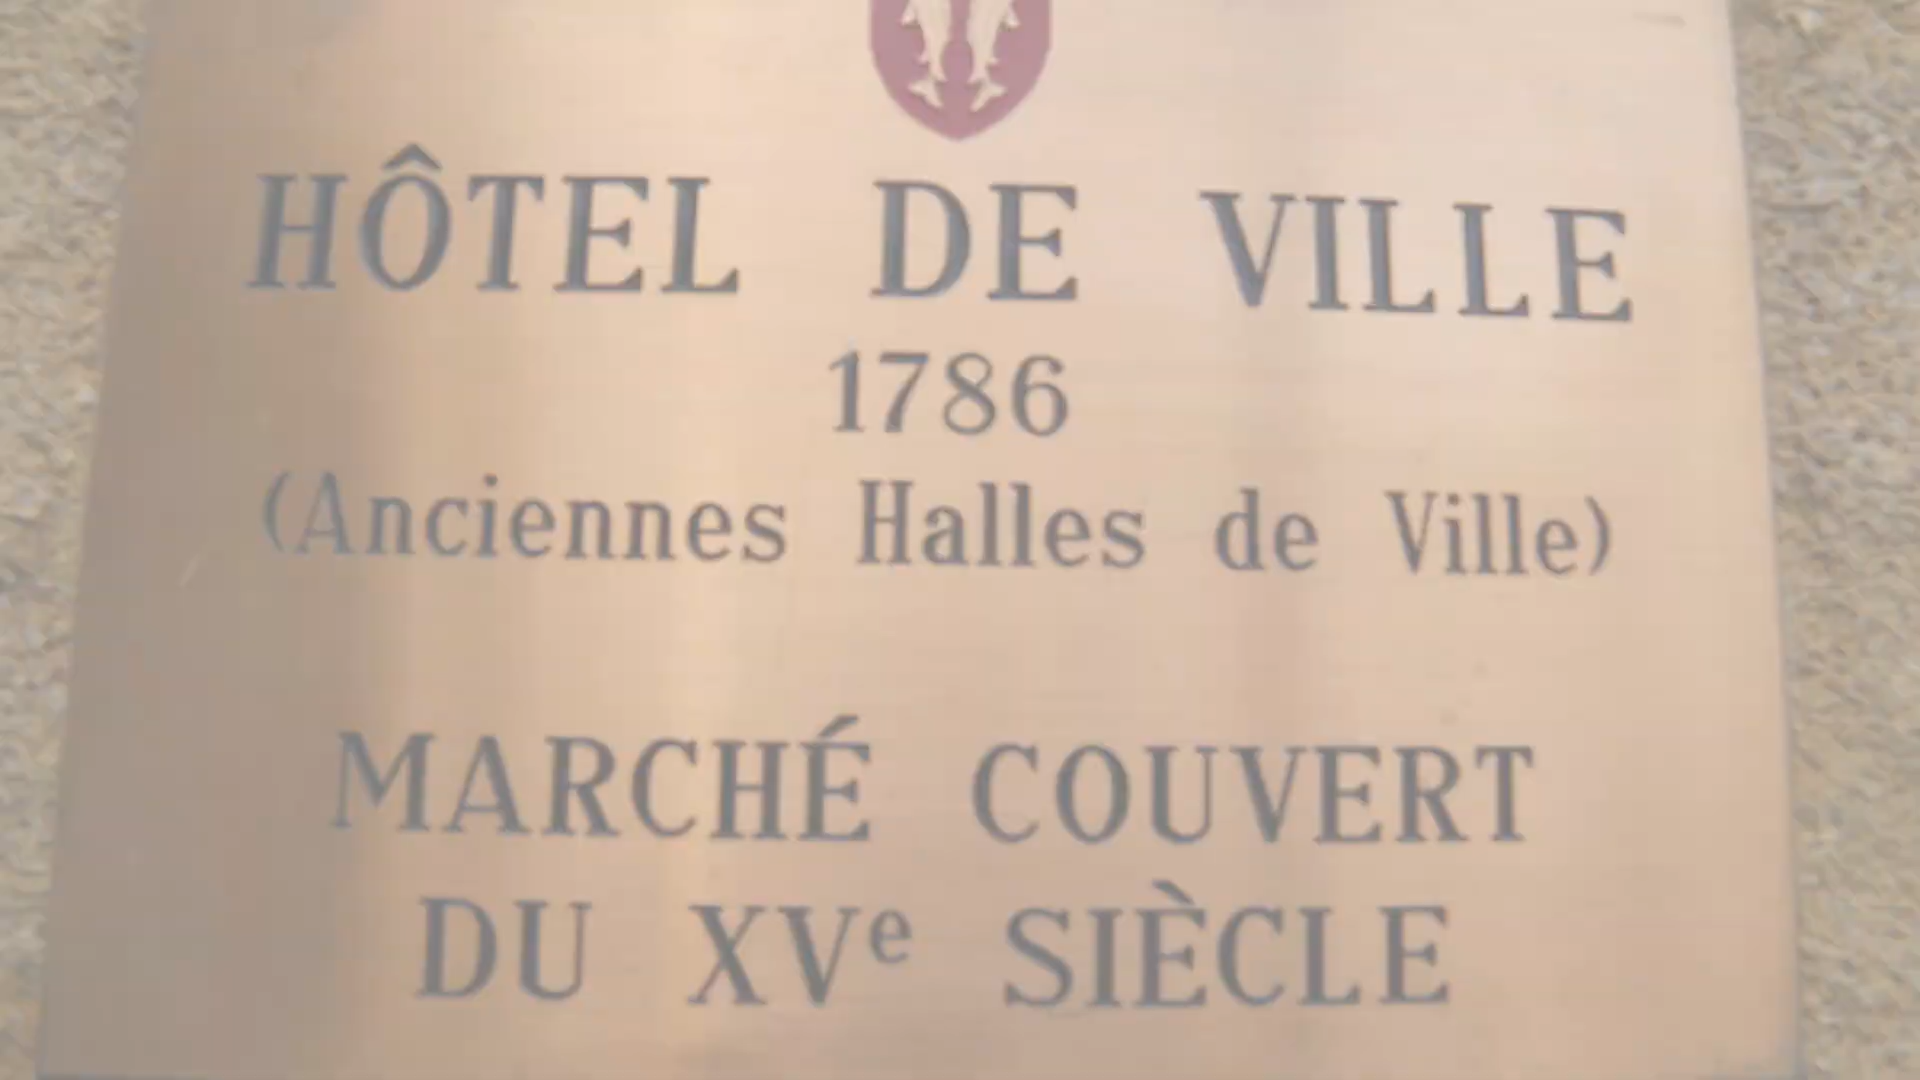 HÔTEL DE VILLE
1786
(Anciennes Halles de Ville)
MARCHÉ COUVERT
DU XVe SIÈCLE